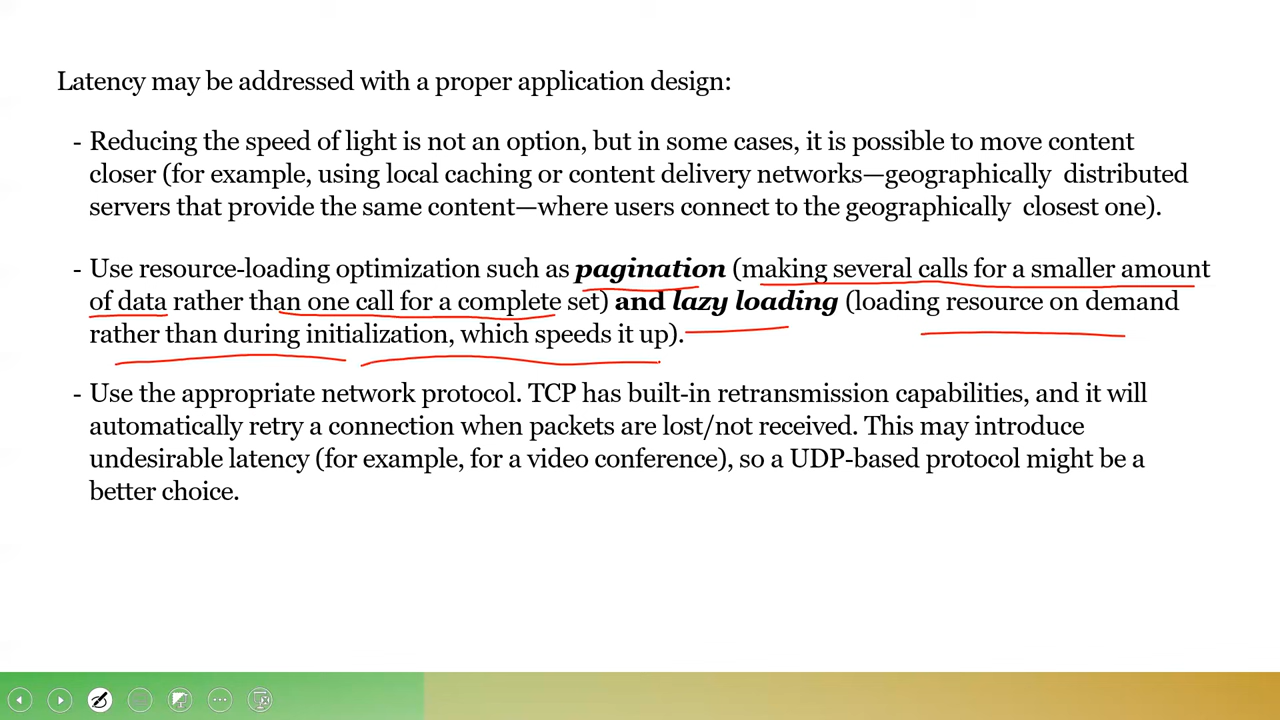 Latency may be addressed with a proper application design:
- Reducing the speed of light is not an option, but in some cases, it is possible to move content
closer (for example, using local caching or content delivery networks—geographically distributed
servers that provide the same content—where users connect to the geographically closest one).
- Use resource-loading optimization such as pagination (making several calls for a smaller amount
of data rather than one call for a complete set) and lazy loading (loading resource on demand
rather than during initialization, which speeds it up).
- Use the appropriate network protocol. TCP has built-in retransmission capabilities, and it will
automatically retry a connection when packets are lost/not received. This may introduce
undesirable latency (for example, for a video conference), so a UDP-based protocol might be a
better choice.